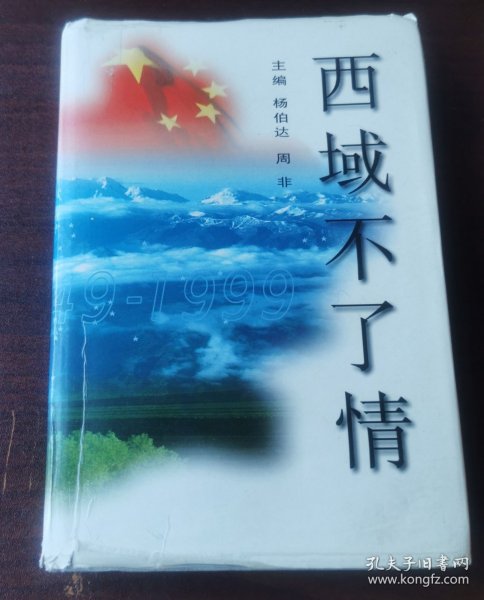 西域不了情
主编 杨伯达 周非
49-1999
孔夫子旧书网
www.kongfz.com